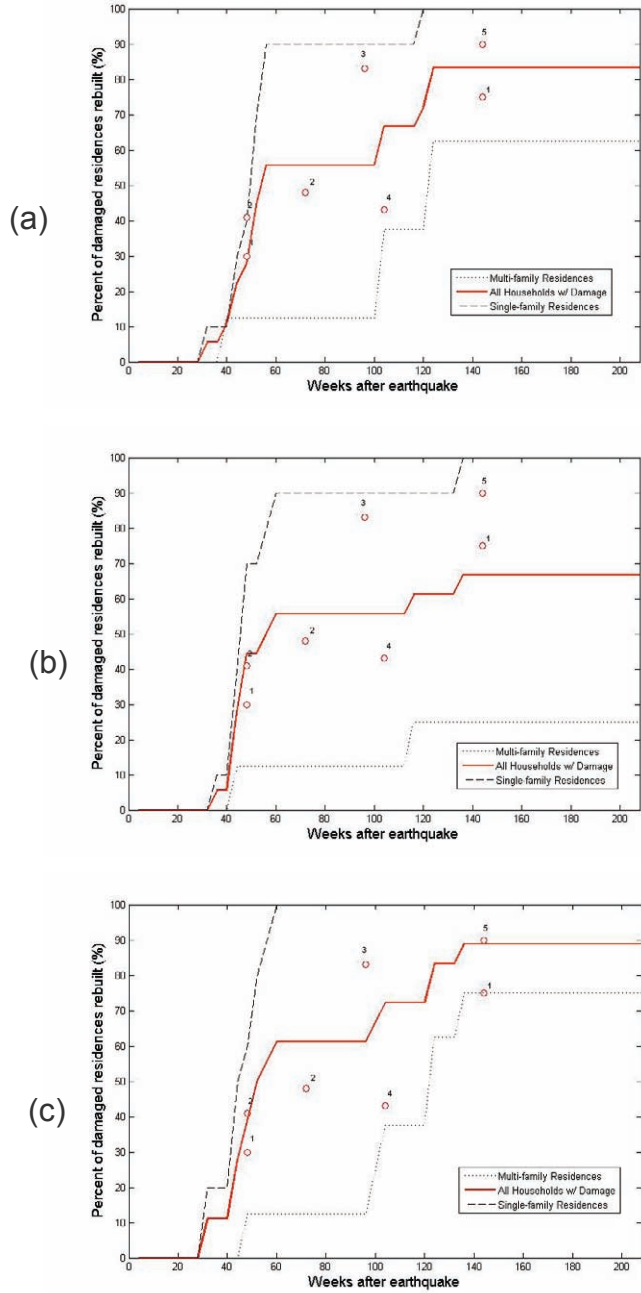 (a)
Percent of damaged residences rebuilt (%)
100
90
80
70
60
50
40
30
20
10
0
5
3
1
2
2
4
1
Multi-family Residences
All Households w/ Damage
Single-family Residences
0 20 40 60 80 100 120 140 160 180 200
Weeks after earthquake
(b)
Percent of damaged residences rebuilt (%)
100
90
80
70
60
50
40
30
20
10
0
5
3
1
2
2
4
1
Multi-family Residences
All Households w/ Damage
Single-family Residences
0 20 40 60 80 100 120 140 160 180 200
Weeks after earthquake
(c)
Percent of damaged residences rebuilt (%)
100
90
80
70
60
50
40
30
20
10
0
5
3
1
2
2
4
1
Multi-family Residences
All Households w/ Damage
Single-family Residences
0 20 40 60 80 100 120 140 160 180 200
Weeks after earthquake